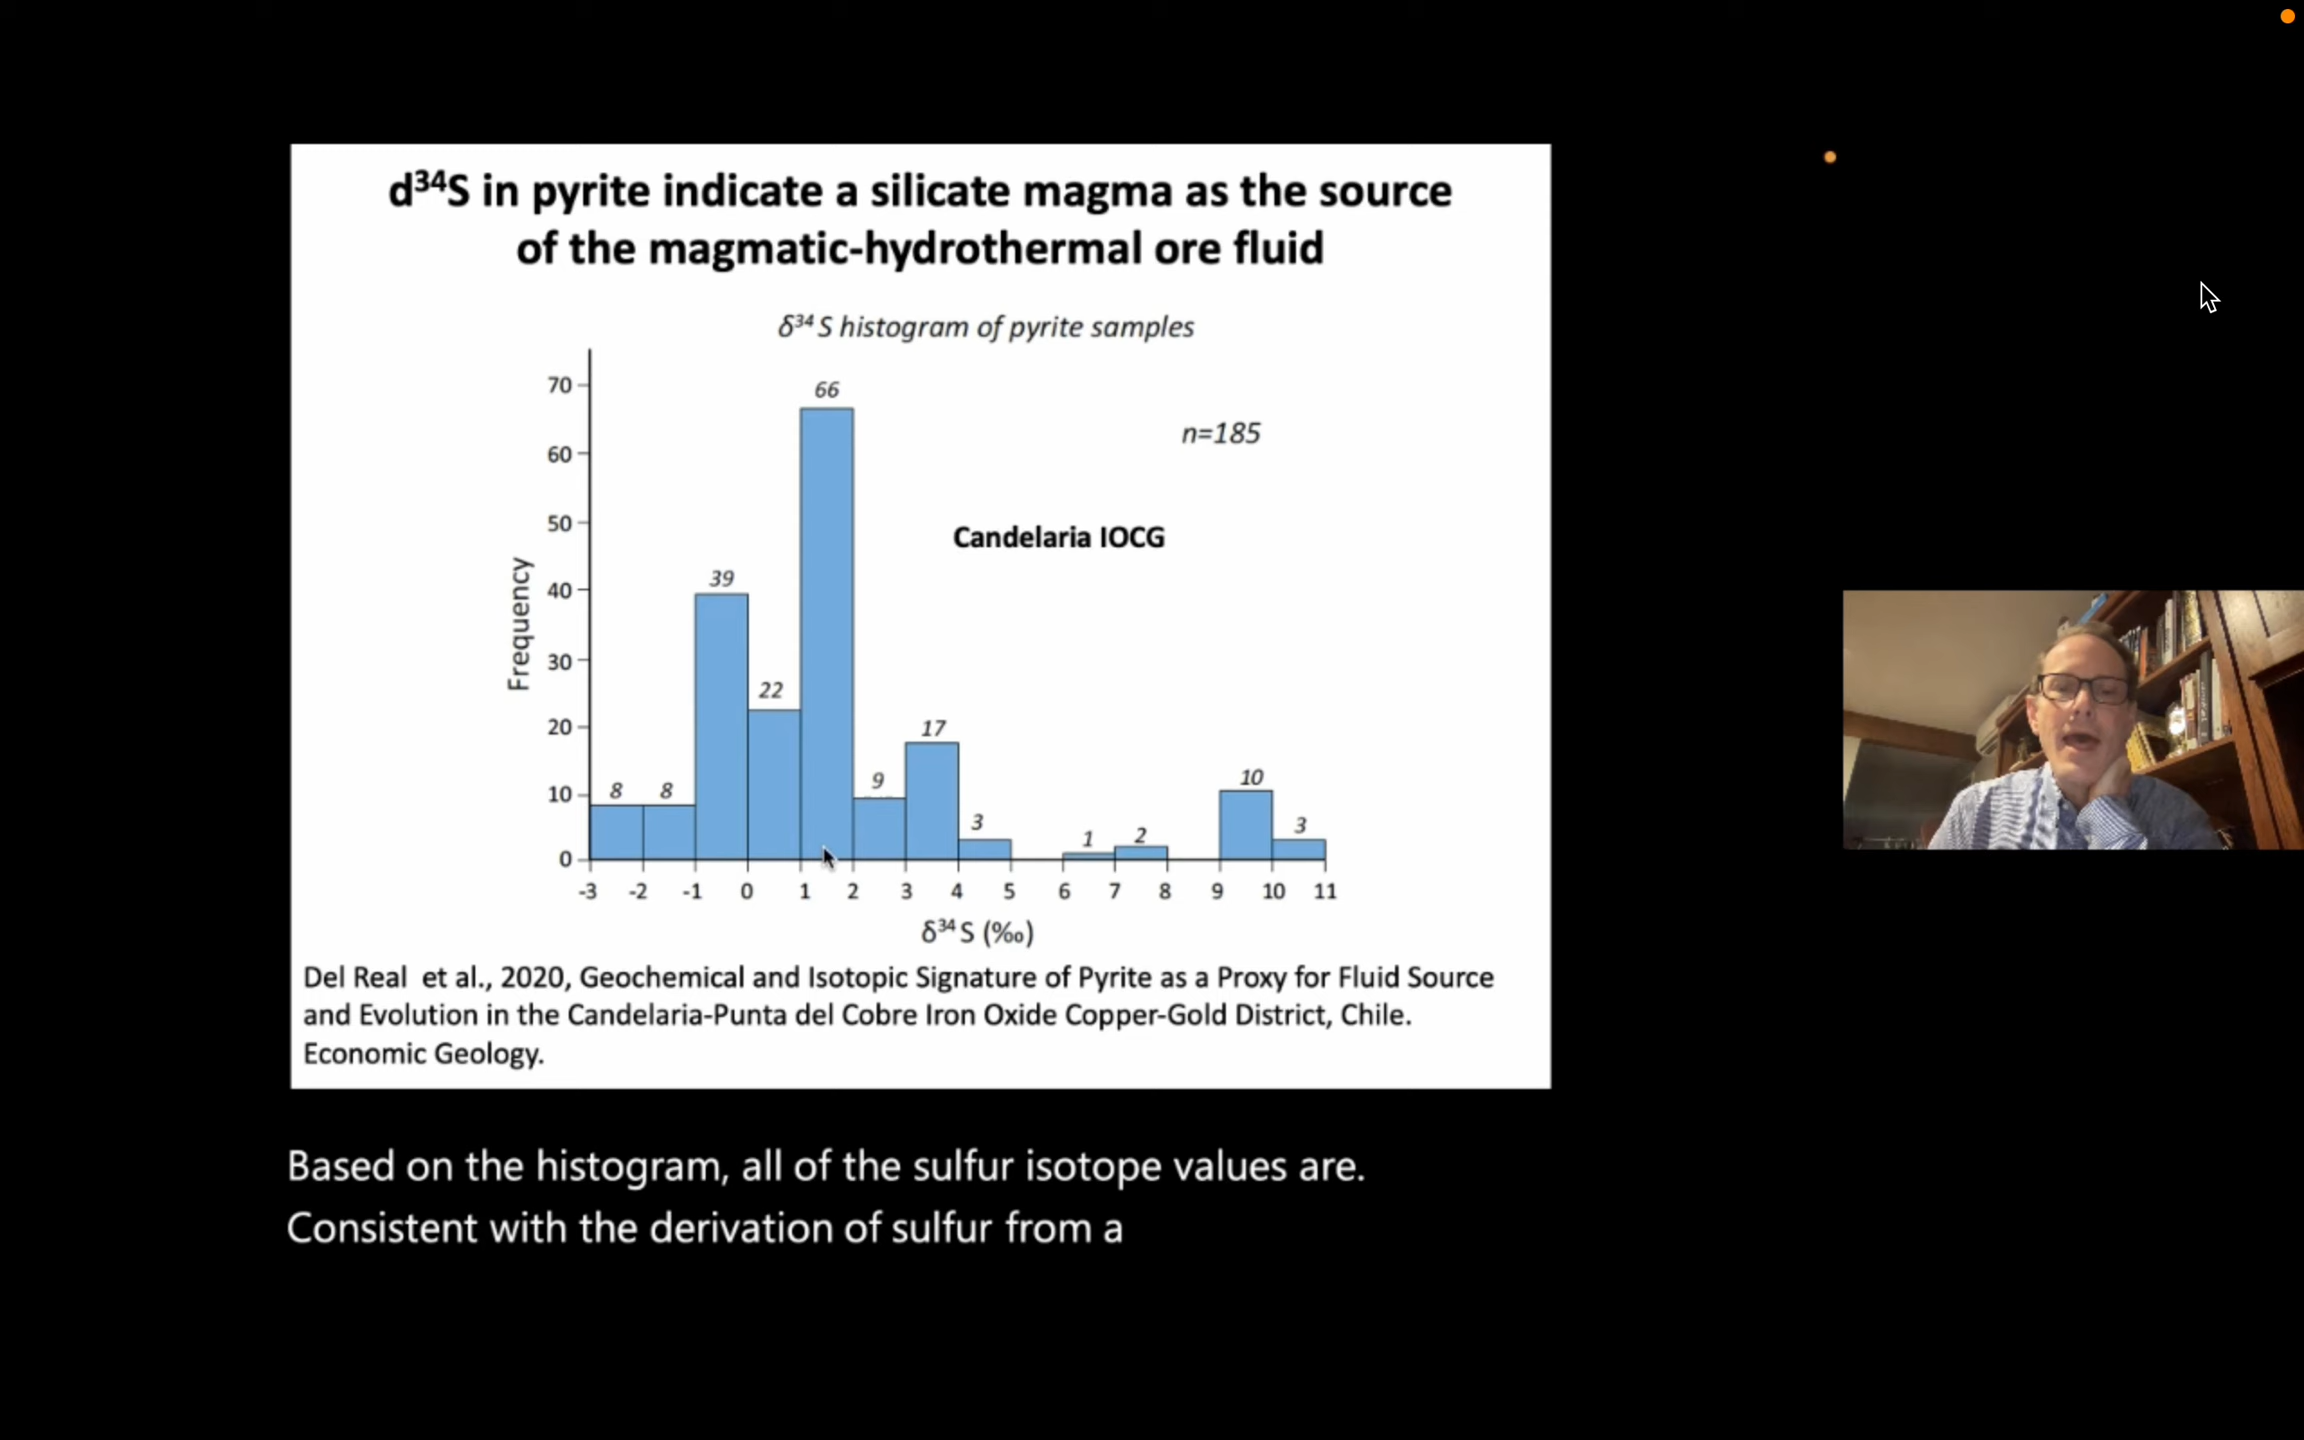 d³⁴S in pyrite indicate a silicate magma as the source
of the magmatic-hydrothermal ore fluid
δ³⁴ S histogram of pyrite samples
70
60
50
40
30
20
10
0
Frequency
8
8
39
22
66
9
17
3
1
2
10
3
n=185
Candelaria IOCG
-3 -2 -1 0 1 2 3 4 5 6 7 8 9 10 11
δ³⁴ S (‰)
Del Real et al., 2020, Geochemical and Isotopic Signature of Pyrite as a Proxy for Fluid Source
and Evolution in the Candelaria-Punta del Cobre Iron Oxide Copper-Gold District, Chile.
Economic Geology.
Based on the histogram, all of the sulfur isotope values are.
Consistent with the derivation of sulfur from a